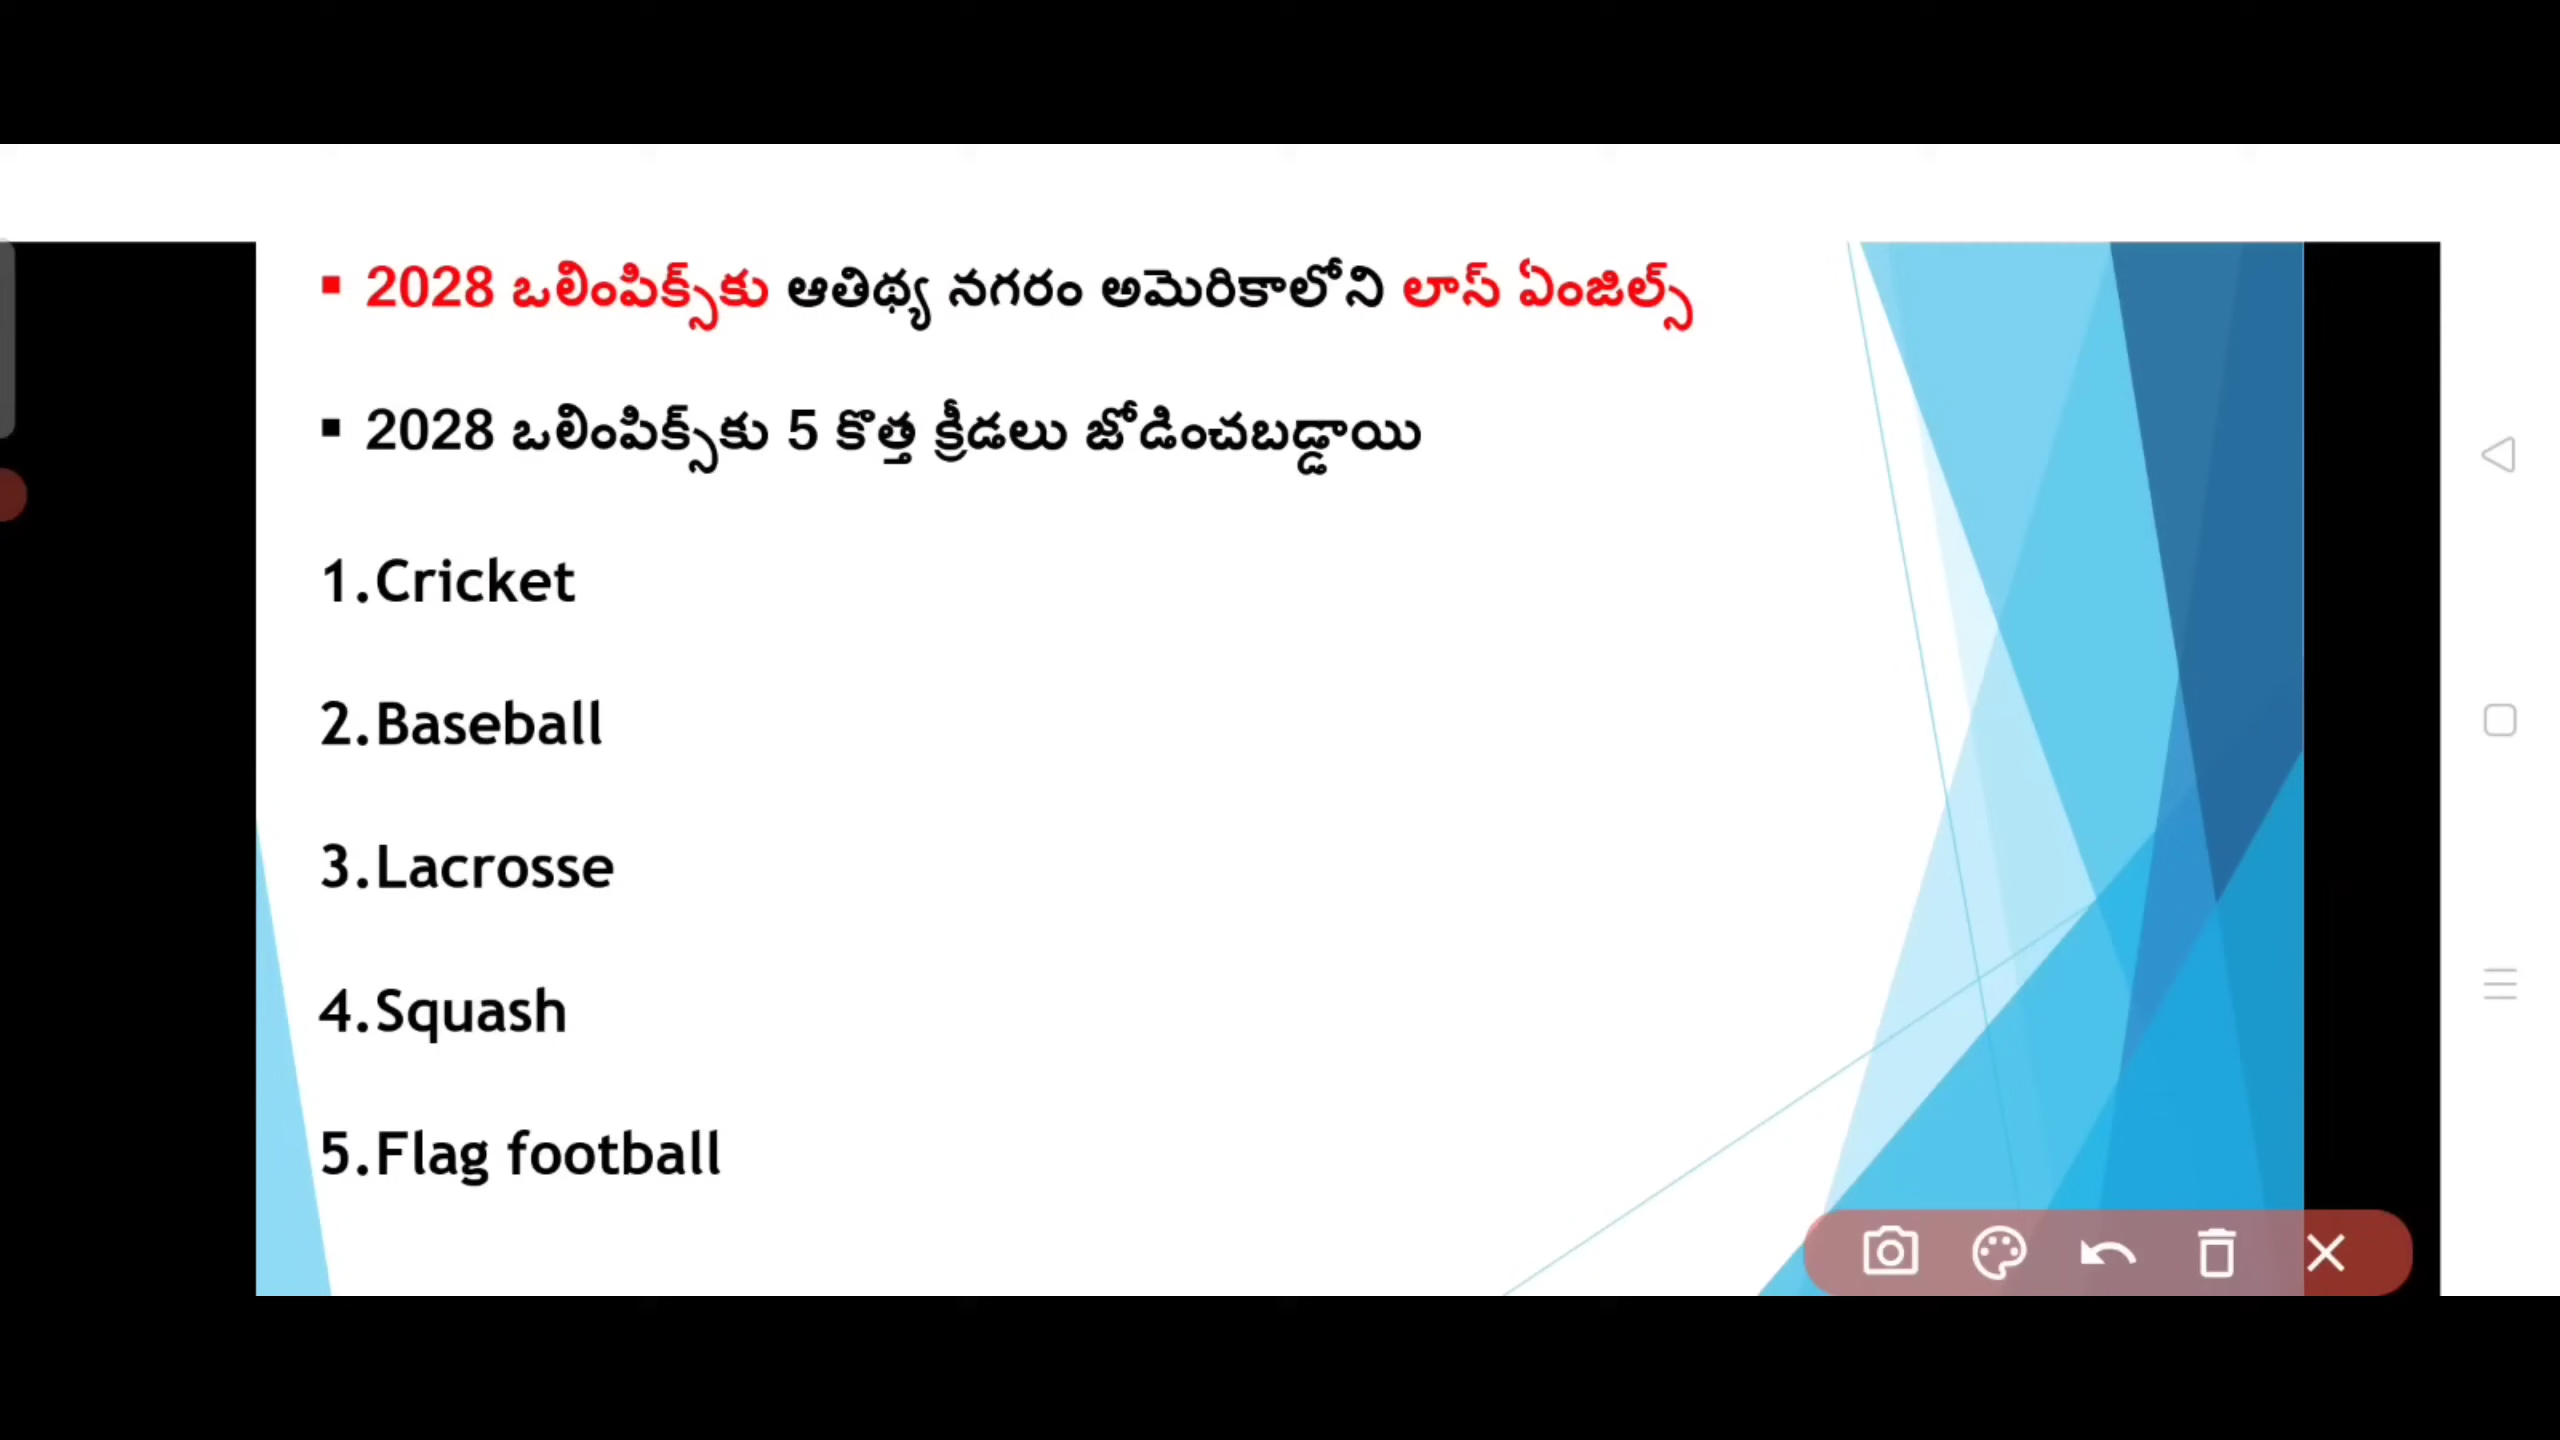 ▪ 2028 ఒలింపిక్స్‌కు ఆతిథ్య నగరం అమెరికాలోని లాస్ ఏంజిల్స్
▪ 2028 ఒలింపిక్స్‌కు 5 కొత్త క్రీడలు జోడించబడ్డాయి
1.Cricket
2.Baseball
3.Lacrosse
4.Squash
5.Flag football